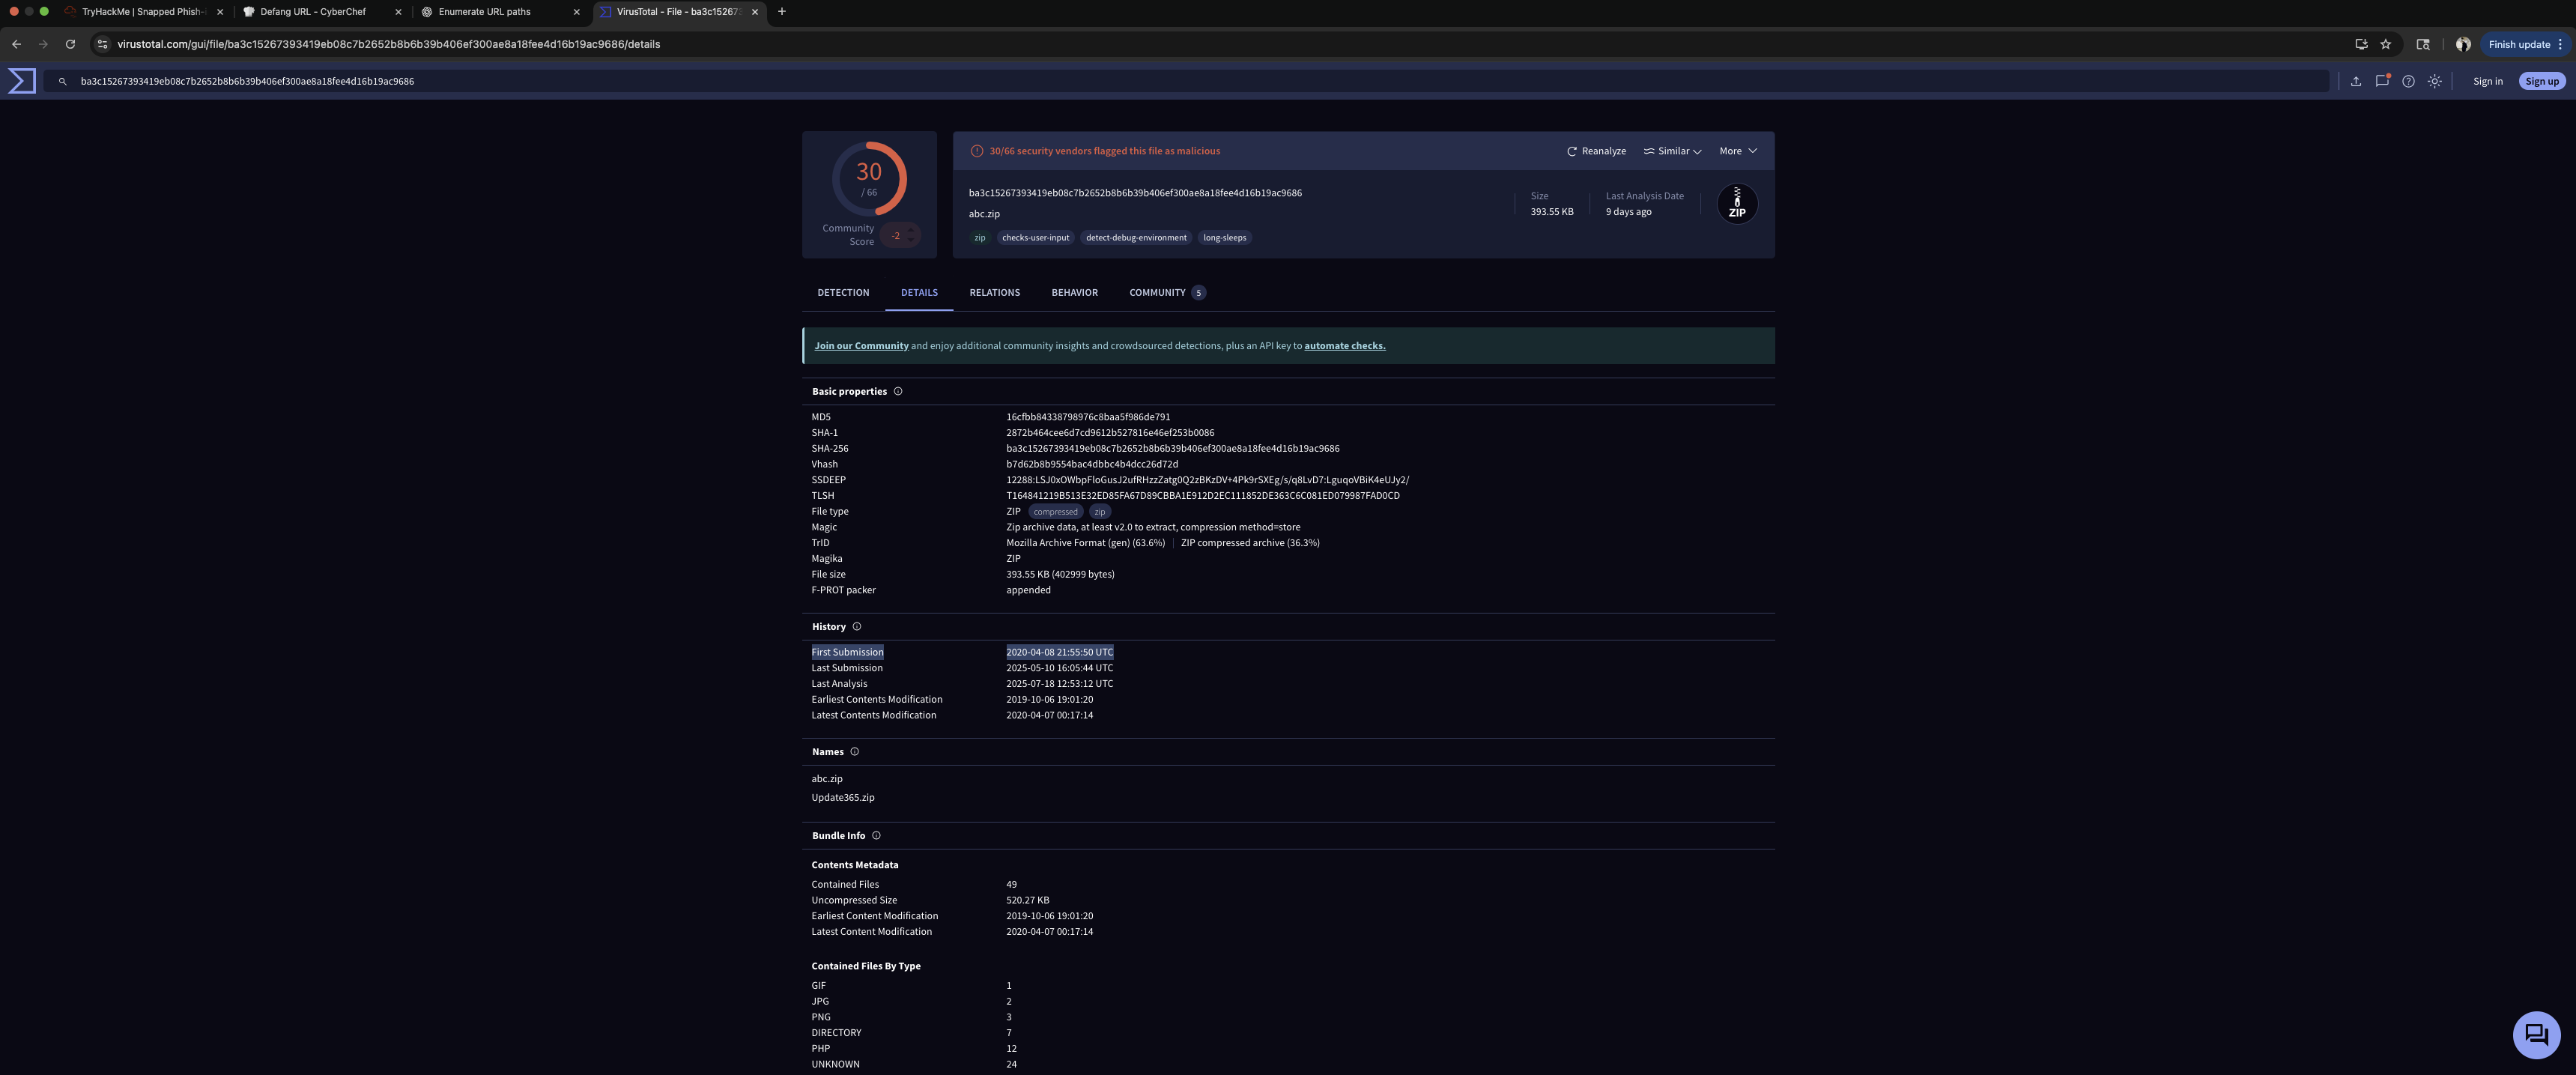 TryHackMe | Snapped Phish-
Defang URL - CyberChef
Enumerate URL paths
VirusTotal - File - ba3c15267
virustotal.com/gui/file/ba3c15267393419eb08c7b2652b8b6b39b406ef300ae8a18fee4d16b19ac9686/details
Finish update
ba3c15267393419eb08c7b2652b8b6b39b406ef300ae8a18fee4d16b19ac9686
Sign in
Sign up
30
/ 66
Community
Score
-2
30/66 security vendors flagged this file as malicious
Reanalyze
Similar
More
ba3c15267393419eb08c7b2652b8b6b39b406ef300ae8a18fee4d16b19ac9686
abc.zip
zip checks-user-input detect-debug-environment long-sleeps
Size
393.55 KB
Last Analysis Date
9 days ago
ZIP
DETECTION DETAILS RELATIONS BEHAVIOR COMMUNITY 5
Join our Community and enjoy additional community insights and crowdsourced detections, plus an API key to automate checks.
Basic properties
MD5 16cfbb84338798976c8baa5f986de791
SHA-1 2872b464cee6d7cd9612b527816e46ef253b0086
SHA-256 ba3c15267393419eb08c7b2652b8b6b39b406ef300ae8a18fee4d16b19ac9686
Vhash b7d62b8b9554bac4dbbc4b4dcc26d72d
SSDEEP 12288:LSJ0xOWbpFloGusJ2ufRHzzZatg0Q2zBKzDV+4Pk9rSXEg/s/q8LvD7:LguqoVBiK4eUJy2/
TLSH T164841219B513E32ED85FA67D89CBBA1E912D2EC111852DE363C6C081ED079987FAD0CD
File type ZIP compressed zip
Magic Zip archive data, at least v2.0 to extract, compression method=store
TrID Mozilla Archive Format (gen) (63.6%) | ZIP compressed archive (36.3%)
Magika ZIP
File size 393.55 KB (402999 bytes)
F-PROT packer appended
History
First Submission 2020-04-08 21:55:50 UTC
Last Submission 2025-05-10 16:05:44 UTC
Last Analysis 2025-07-18 12:53:12 UTC
Earliest Contents Modification 2019-10-06 19:01:20
Latest Contents Modification 2020-04-07 00:17:14
Names
abc.zip
Update365.zip
Bundle Info
Contents Metadata
Contained Files 49
Uncompressed Size 520.27 KB
Earliest Content Modification 2019-10-06 19:01:20
Latest Content Modification 2020-04-07 00:17:14
Contained Files By Type
GIF 1
JPG 2
PNG 3
DIRECTORY 7
PHP 12
UNKNOWN 24